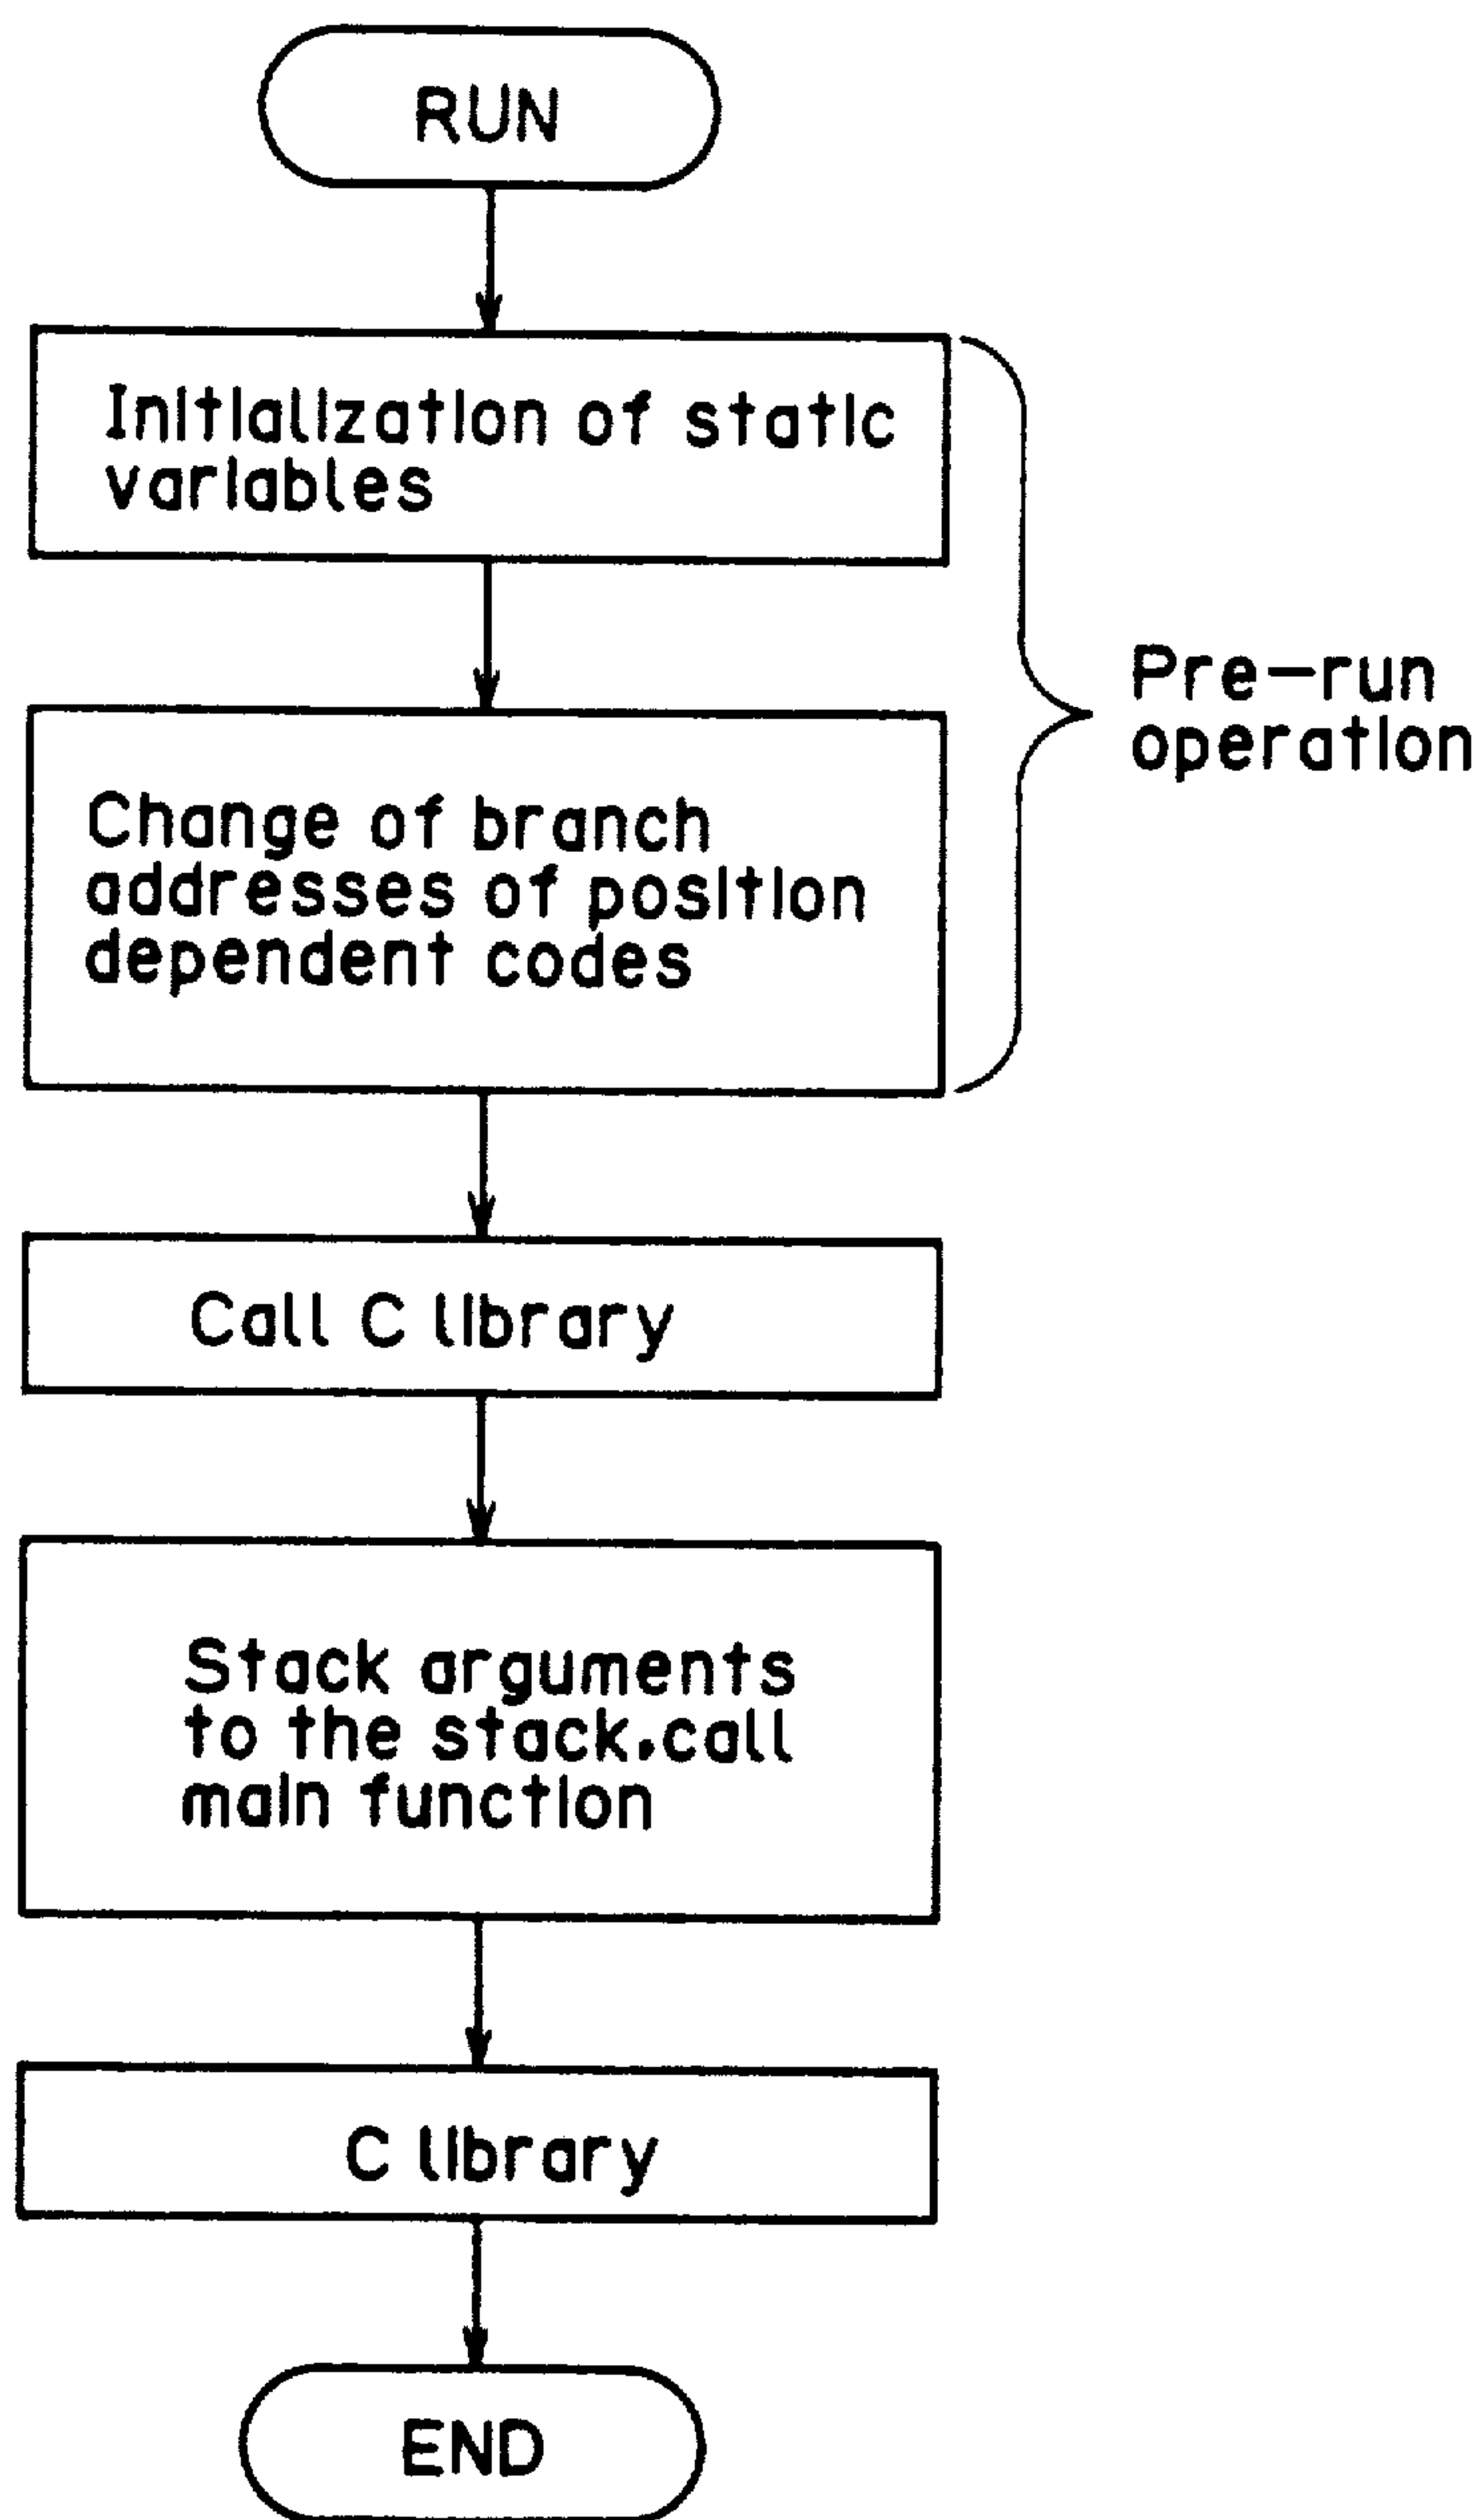 RUN
Initialization of static
variables
Pre-run
operation
Change of branch
addresses of position
dependent codes
Call C library
Stack arguments
to the stack,call
main function
C library
END